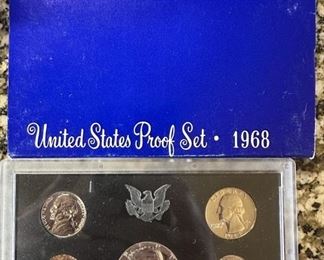 United States Proof Set · 1968